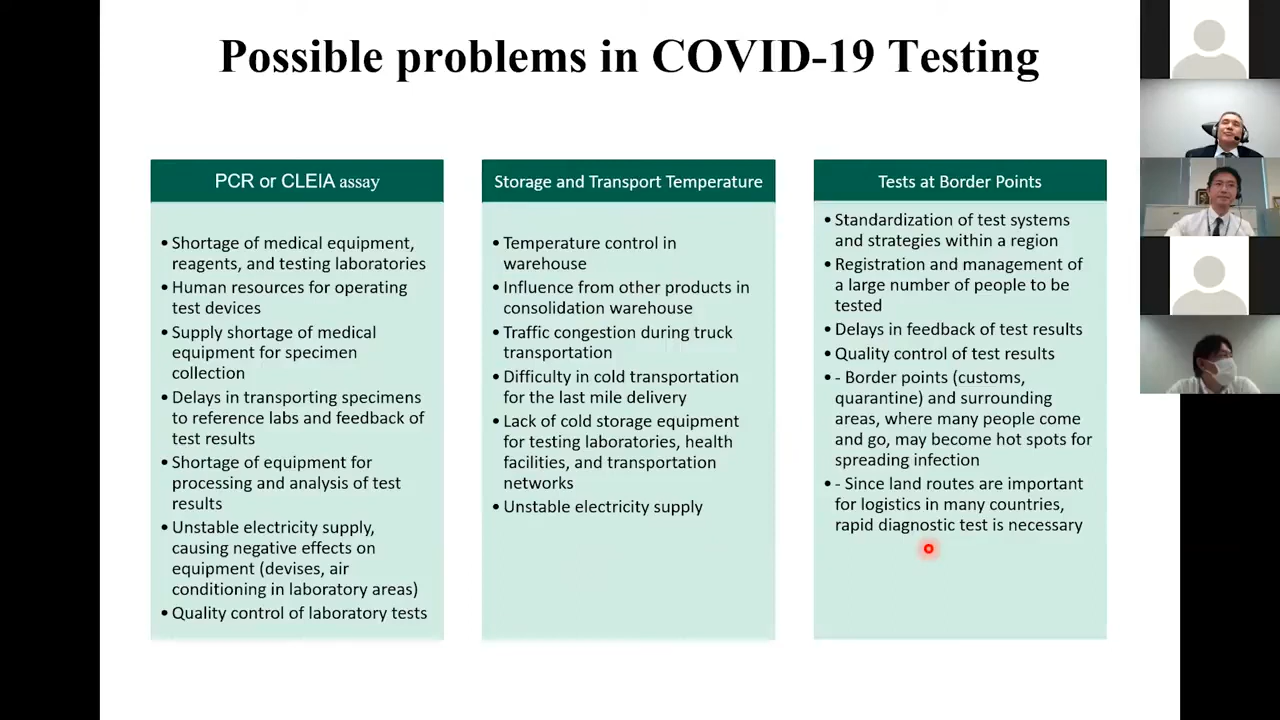 Possible problems in COVID-19 Testing
PCR or CLEIA assay
• Shortage of medical equipment,
reagents, and testing laboratories
• Human resources for operating
test devices
• Supply shortage of medical
equipment for specimen
collection
• Delays in transporting specimens
to reference labs and feedback of
test results
• Shortage of equipment for
processing and analysis of test
results
• Unstable electricity supply,
causing negative effects on
equipment (devises, air
conditioning in laboratory areas)
• Quality control of laboratory tests
Storage and Transport Temperature
• Temperature control in
warehouse
• Influence from other products in
consolidation warehouse
• Traffic congestion during truck
transportation
• Difficulty in cold transportation
for the last mile delivery
• Lack of cold storage equipment
for testing laboratories, health
facilities, and transportation
networks
• Unstable electricity supply
Tests at Border Points
• Standardization of test systems
and strategies within a region
• Registration and management of
a large number of people to be
tested
• Delays in feedback of test results
• Quality control of test results
• - Border points (customs,
quarantine) and surrounding
areas, where many people come
and go, may become hot spots for
spreading infection
• - Since land routes are important
for logistics in many countries,
rapid diagnostic test is necessary